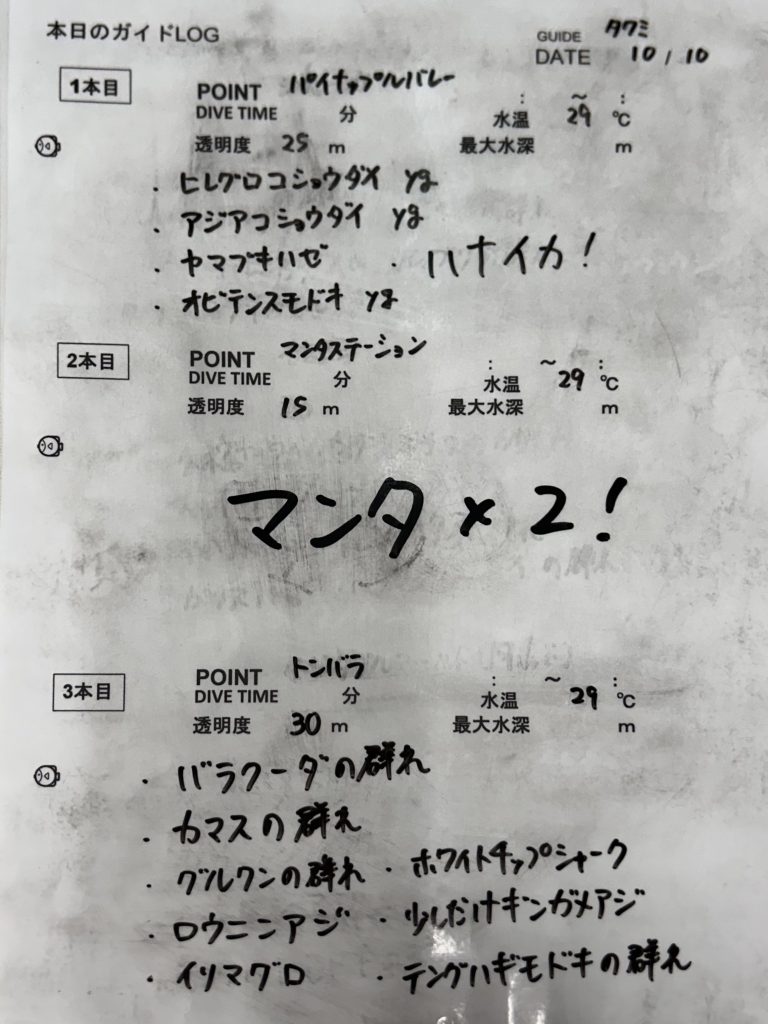 本日のガイドLOG
GUIDE タクミ
DATE 10 / 10
1本目 POINT パイナップルバレー : ～ :
DIVE TIME 分 水温 29 ℃
透明度 25 m 最大水深 m
・ヒレグロコショウダイ yg
・アジアコショウダイ yg
・ヤマブキハゼ ・ハナイカ!
・オビテンスモドキ yg
2本目 POINT マンタステーション : ～ :
DIVE TIME 分 水温 29 ℃
透明度 15 m 最大水深 m
マンタ×2!
3本目 POINT トンバラ : ～ :
DIVE TIME 分 水温 29 ℃
透明度 30 m 最大水深 m
・バラクーダの群れ
・カマスの群れ
・グルクンの群れ ・ホワイトチップシャーク
・ロウニンアジ ・少しだけギンガメアジ
・イソマグロ ・テングハギモドキの群れ